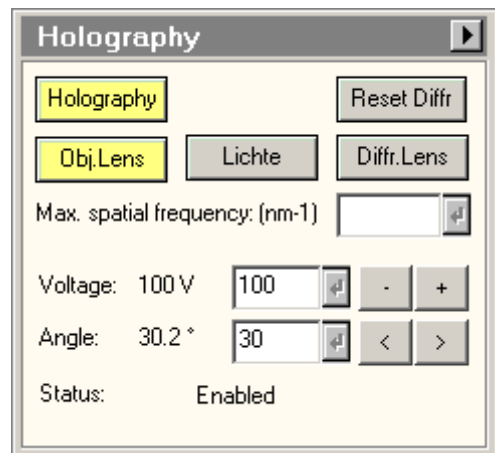 Holography
Holography Reset Diffr
Obj.Lens Lichte Diffr.Lens
Max. spatial frequency: (nm-1)
Voltage: 100 V 100 - +
Angle: 30.2 ° 30 < >
Status: Enabled